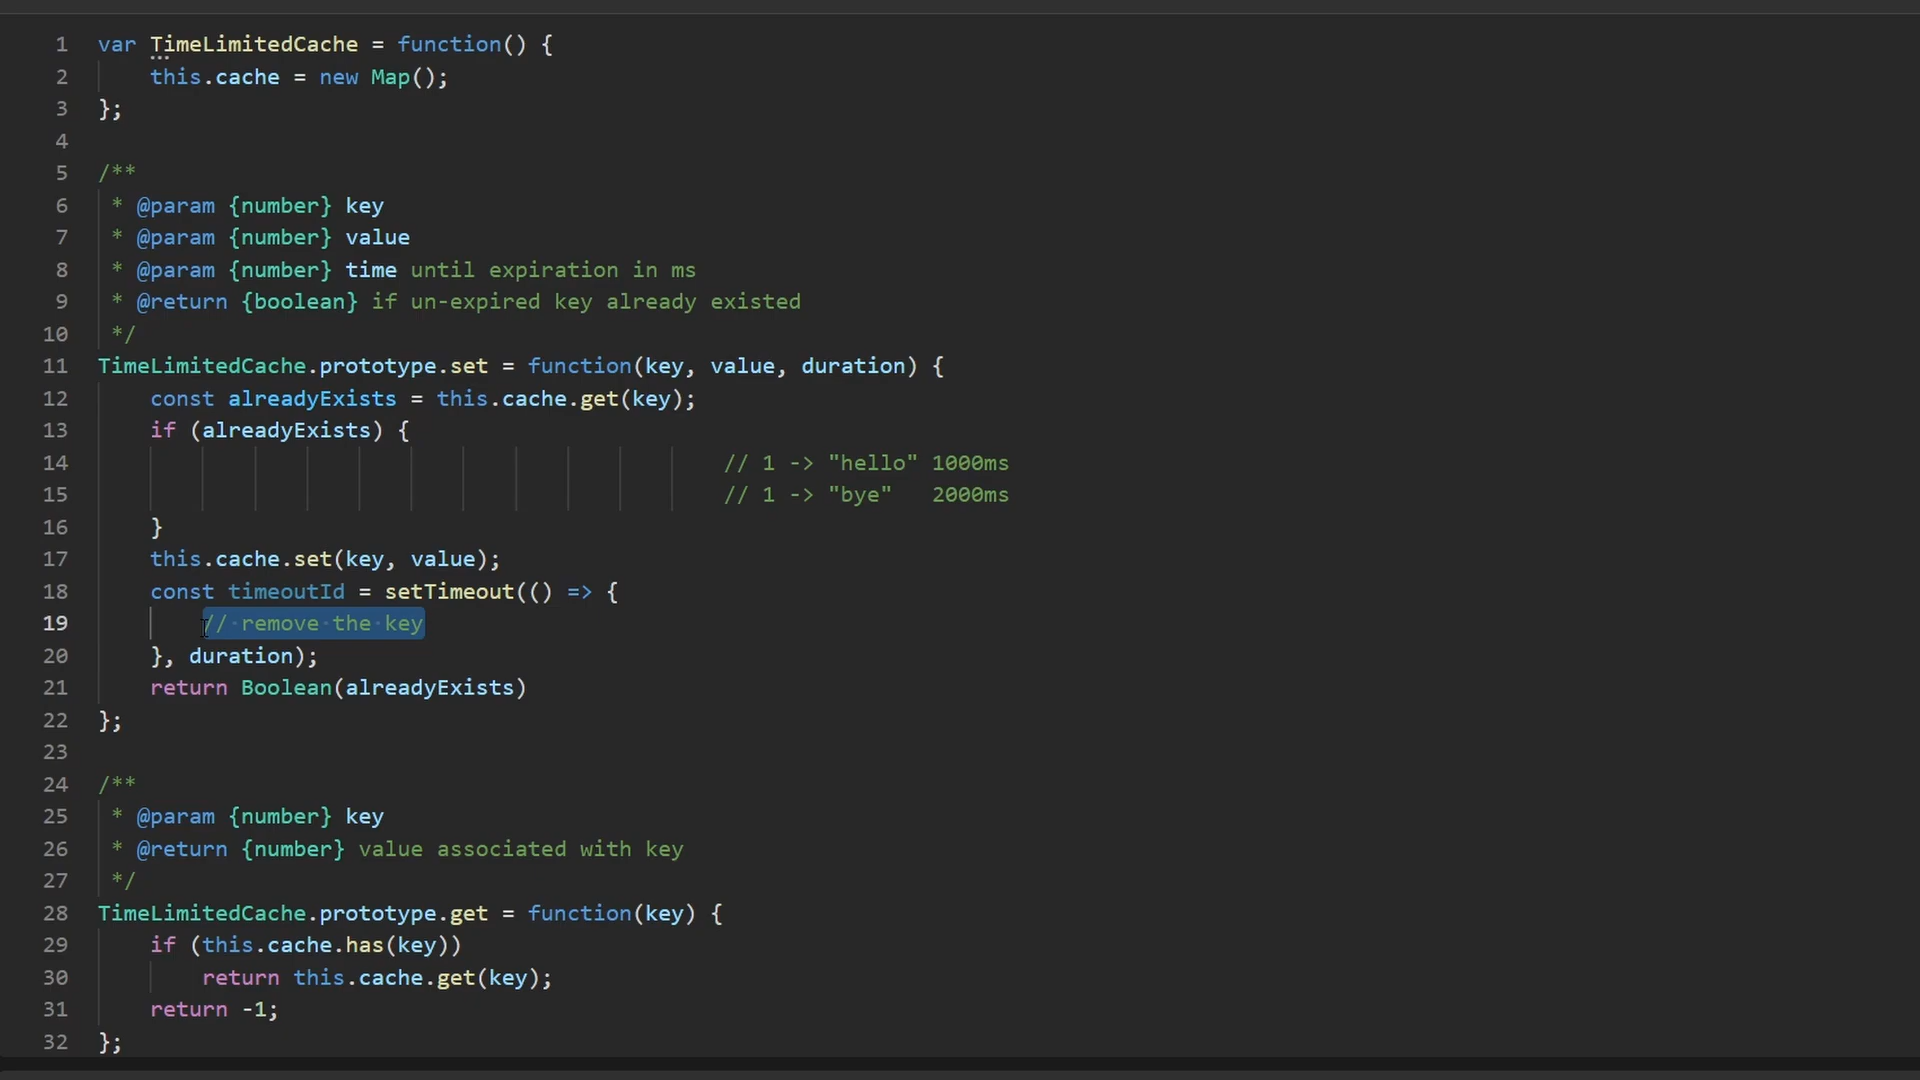 1 var TimeLimitedCache = function() {
2 this.cache = new Map();
3 };
4
5 /**
6 * @param {number} key
7 * @param {number} value
8 * @param {number} time until expiration in ms
9 * @return {boolean} if un-expired key already existed
10 */
11 TimeLimitedCache.prototype.set = function(key, value, duration) {
12 const alreadyExists = this.cache.get(key);
13 if (alreadyExists) {
14 // 1 -> "hello" 1000ms
15 // 1 -> "bye" 2000ms
16 }
17 this.cache.set(key, value);
18 const timeoutId = setTimeout(() => {
19 // remove the key
20 }, duration);
21 return Boolean(alreadyExists)
22 };
23
24 /**
25 * @param {number} key
26 * @return {number} value associated with key
27 */
28 TimeLimitedCache.prototype.get = function(key) {
29 if (this.cache.has(key))
30 return this.cache.get(key);
31 return -1;
32 };